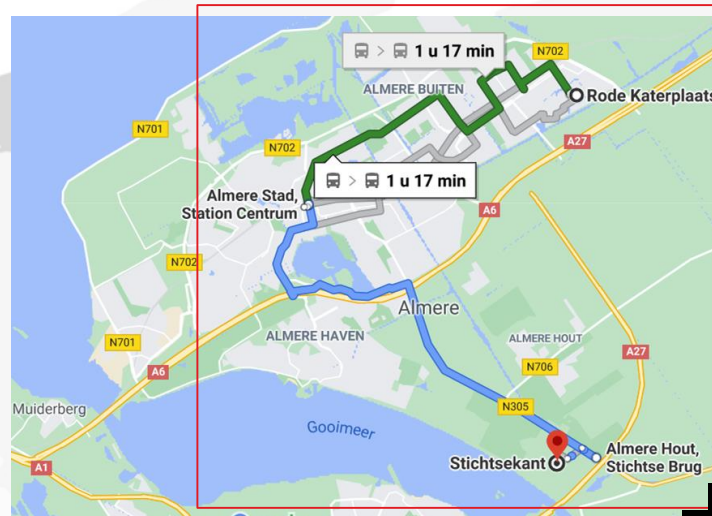 1 u 17 min
N702
ALMERE BUITEN
Rode Katerplaats
N701
A27
N702
1 u 17 min
Almere Stad,
Station Centrum
A6
N702
Almere
ALMERE HAVEN
ALMERE HOUT
N701
A27
N706
A6
N305
Muiderberg
Gooimeer
Almere Hout,
Stichtse Brug
Stichtsekant
A1